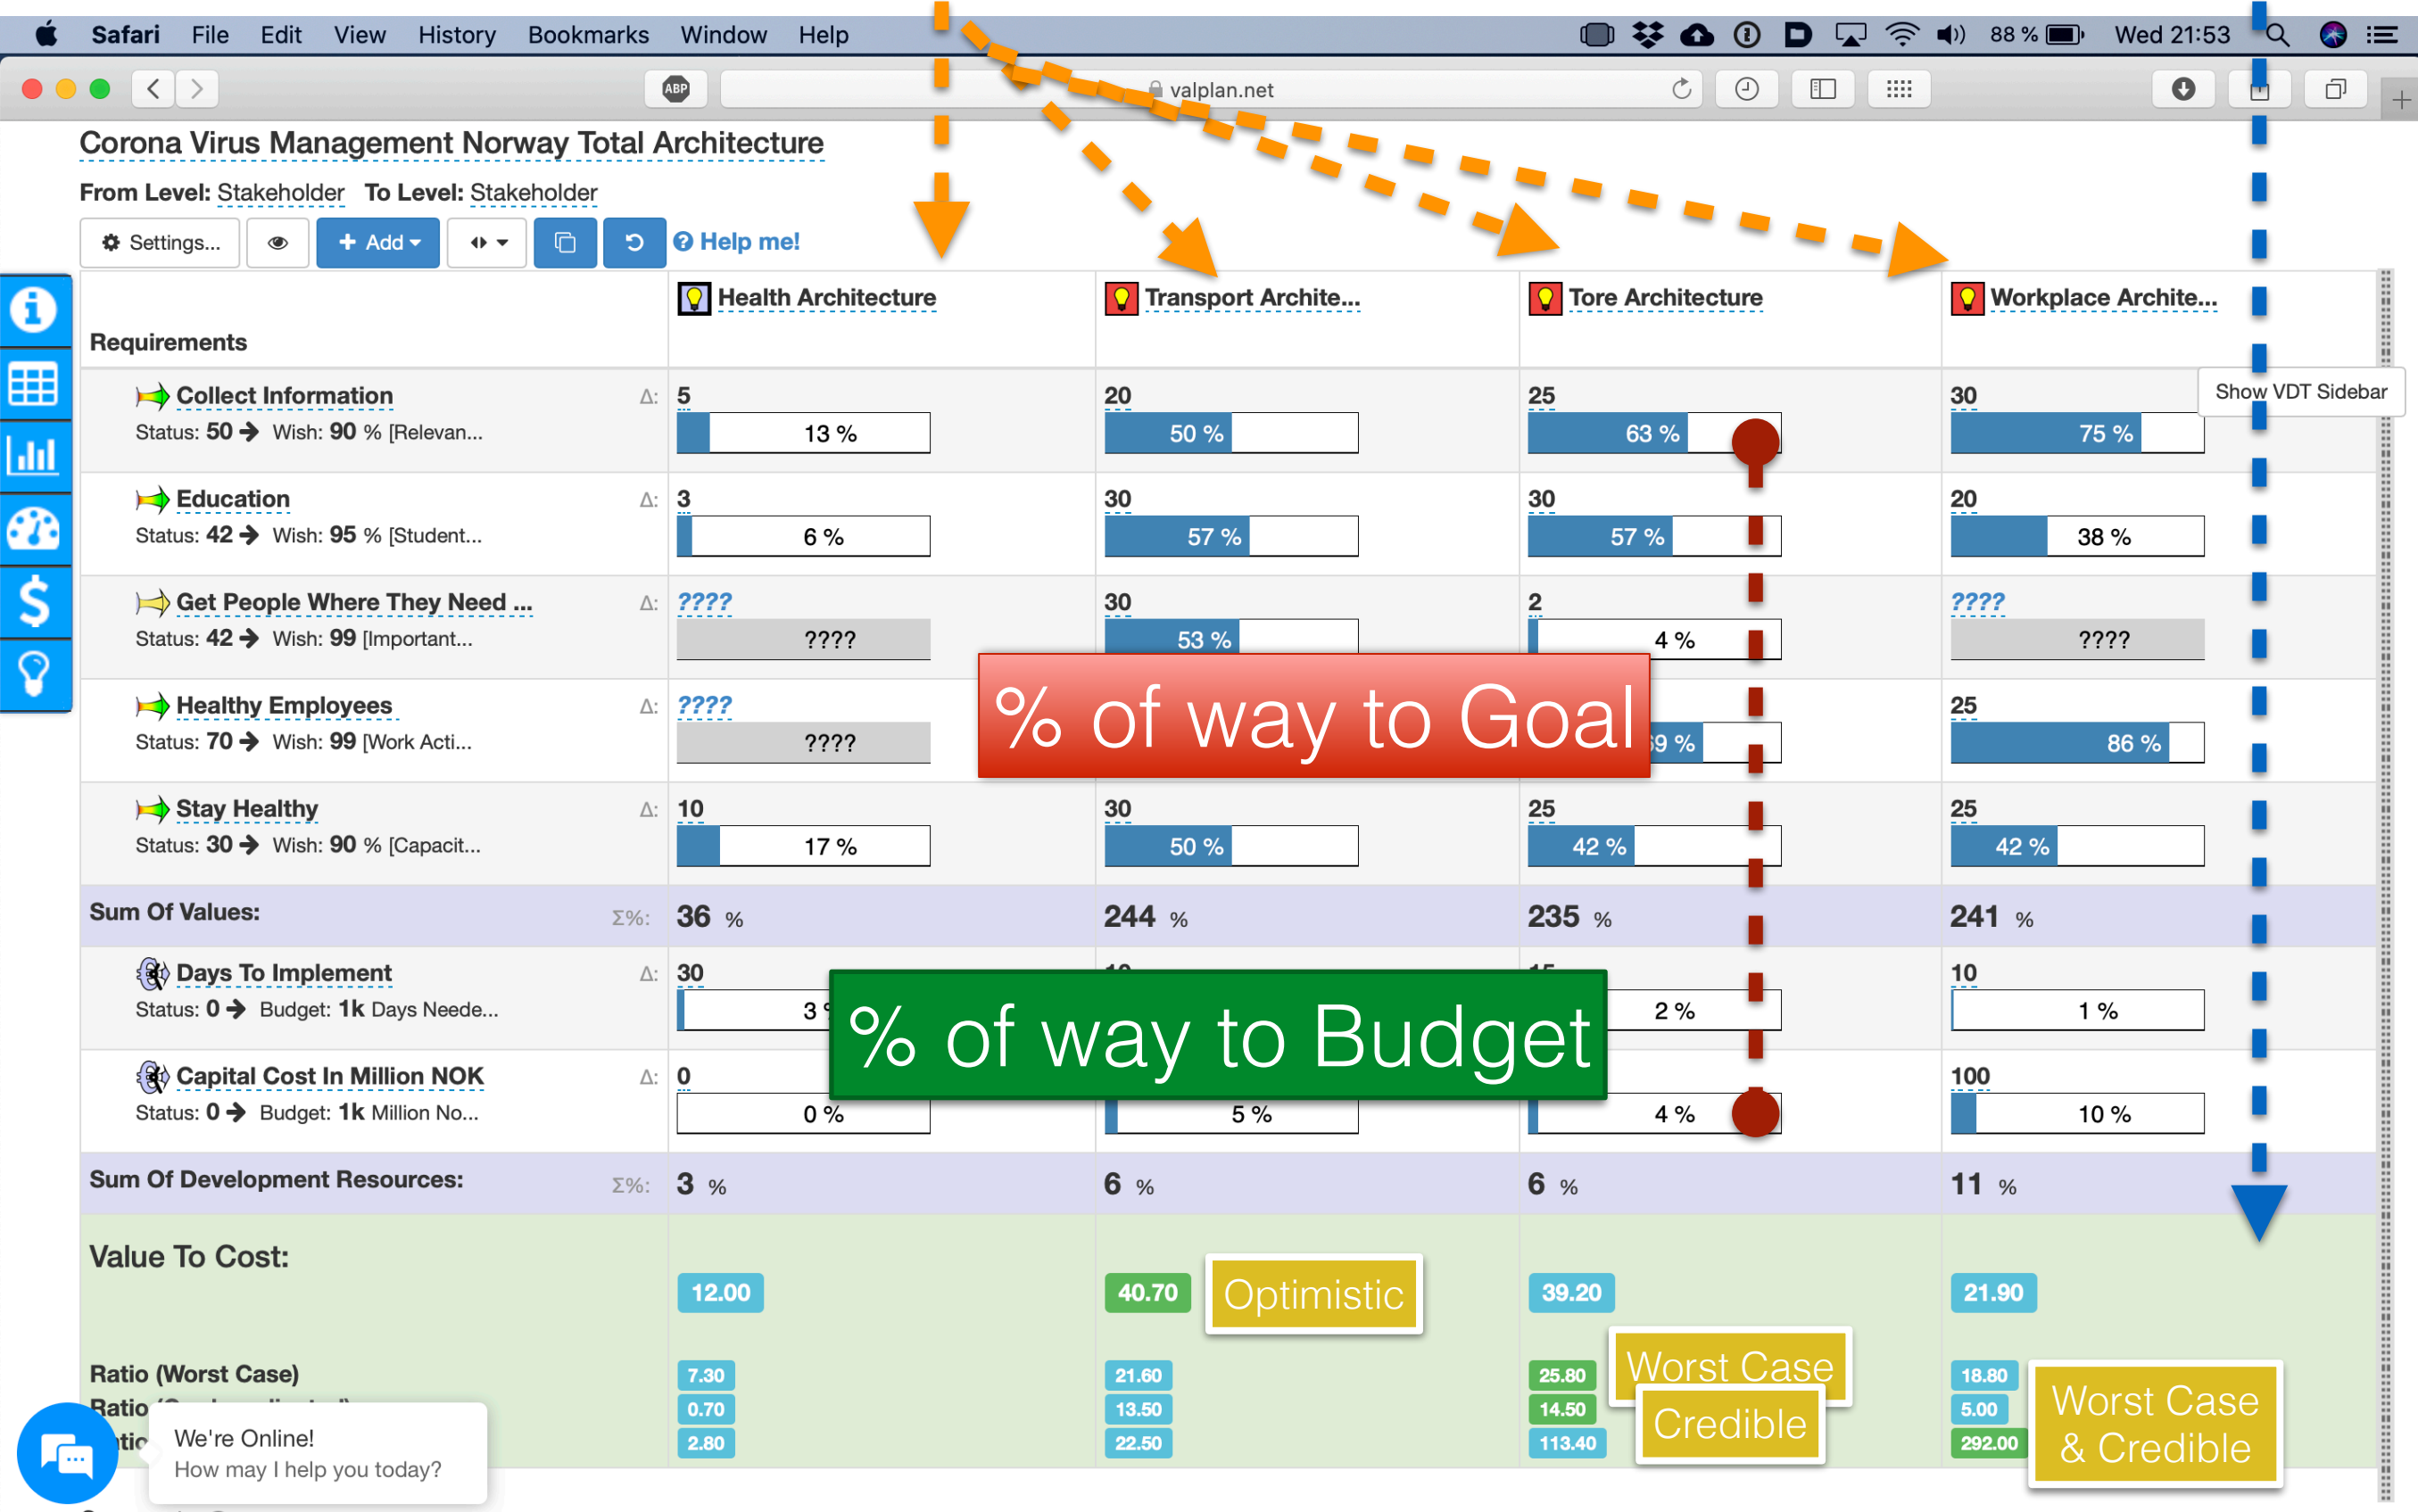 Safari File Edit View History Bookmarks Window Help 88 % Wed 21:53
ABP valplan.net
Corona Virus Management Norway Total Architecture
From Level: Stakeholder To Level: Stakeholder
Settings... + Add Help me!
Requirements Health Architecture Transport Archite... Tore Architecture Workplace Archite...
Show VDT Sidebar
Collect Information Δ: 5 20 25 30
Status: 50 → Wish: 90 % [Relevan... 13 % 50 % 63 % 75 %
Education Δ: 3 30 30 20
Status: 42 → Wish: 95 % [Student... 6 % 57 % 57 % 38 %
Get People Where They Need ... Δ: ???? 30 2 ????
Status: 42 → Wish: 99 [Important... ???? 53 % 4 % ????
% of way to Goal
Healthy Employees Δ: ???? 25
Status: 70 → Wish: 99 [Work Acti... ???? 9 % 86 %
Stay Healthy Δ: 10 30 25 25
Status: 30 → Wish: 90 % [Capacit... 17 % 50 % 42 % 42 %
Sum Of Values: Σ%: 36 % 244 % 235 % 241 %
Days To Implement Δ: 30 10
Status: 0 → Budget: 1k Days Neede... 3 2 % 1 %
% of way to Budget
Capital Cost In Million NOK Δ: 0 100
Status: 0 → Budget: 1k Million No... 0 % 5 % 4 % 10 %
Sum Of Development Resources: Σ%: 3 % 6 % 6 % 11 %
Value To Cost: 12.00 40.70 Optimistic 39.20 21.90
Ratio (Worst Case) 7.30 21.60 25.80 Worst Case 18.80
Ratio 0.70 13.50 14.50 Credible 5.00 Worst Case
2.80 22.50 113.40 292.00 & Credible
We're Online!
How may I help you today?